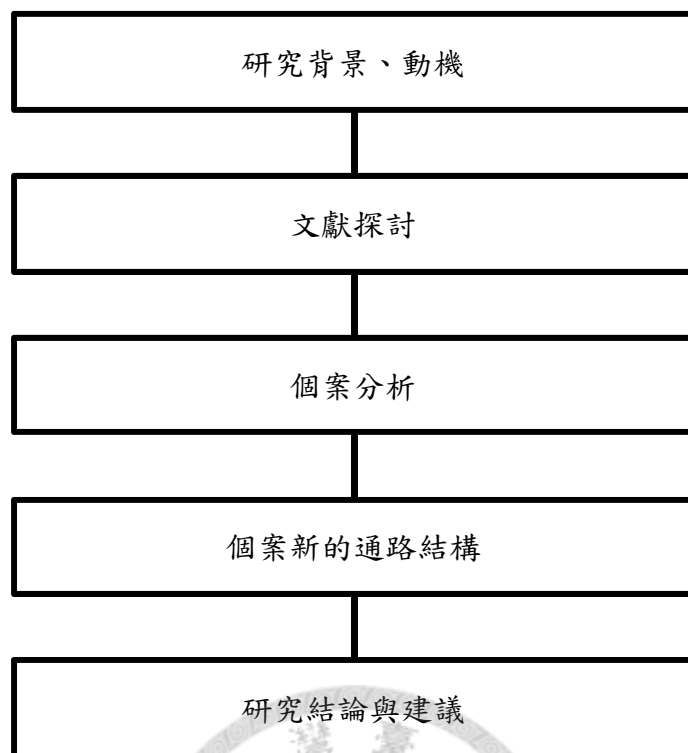 研究背景、動機
文獻探討
個案分析
個案新的通路結構
研究結論與建議